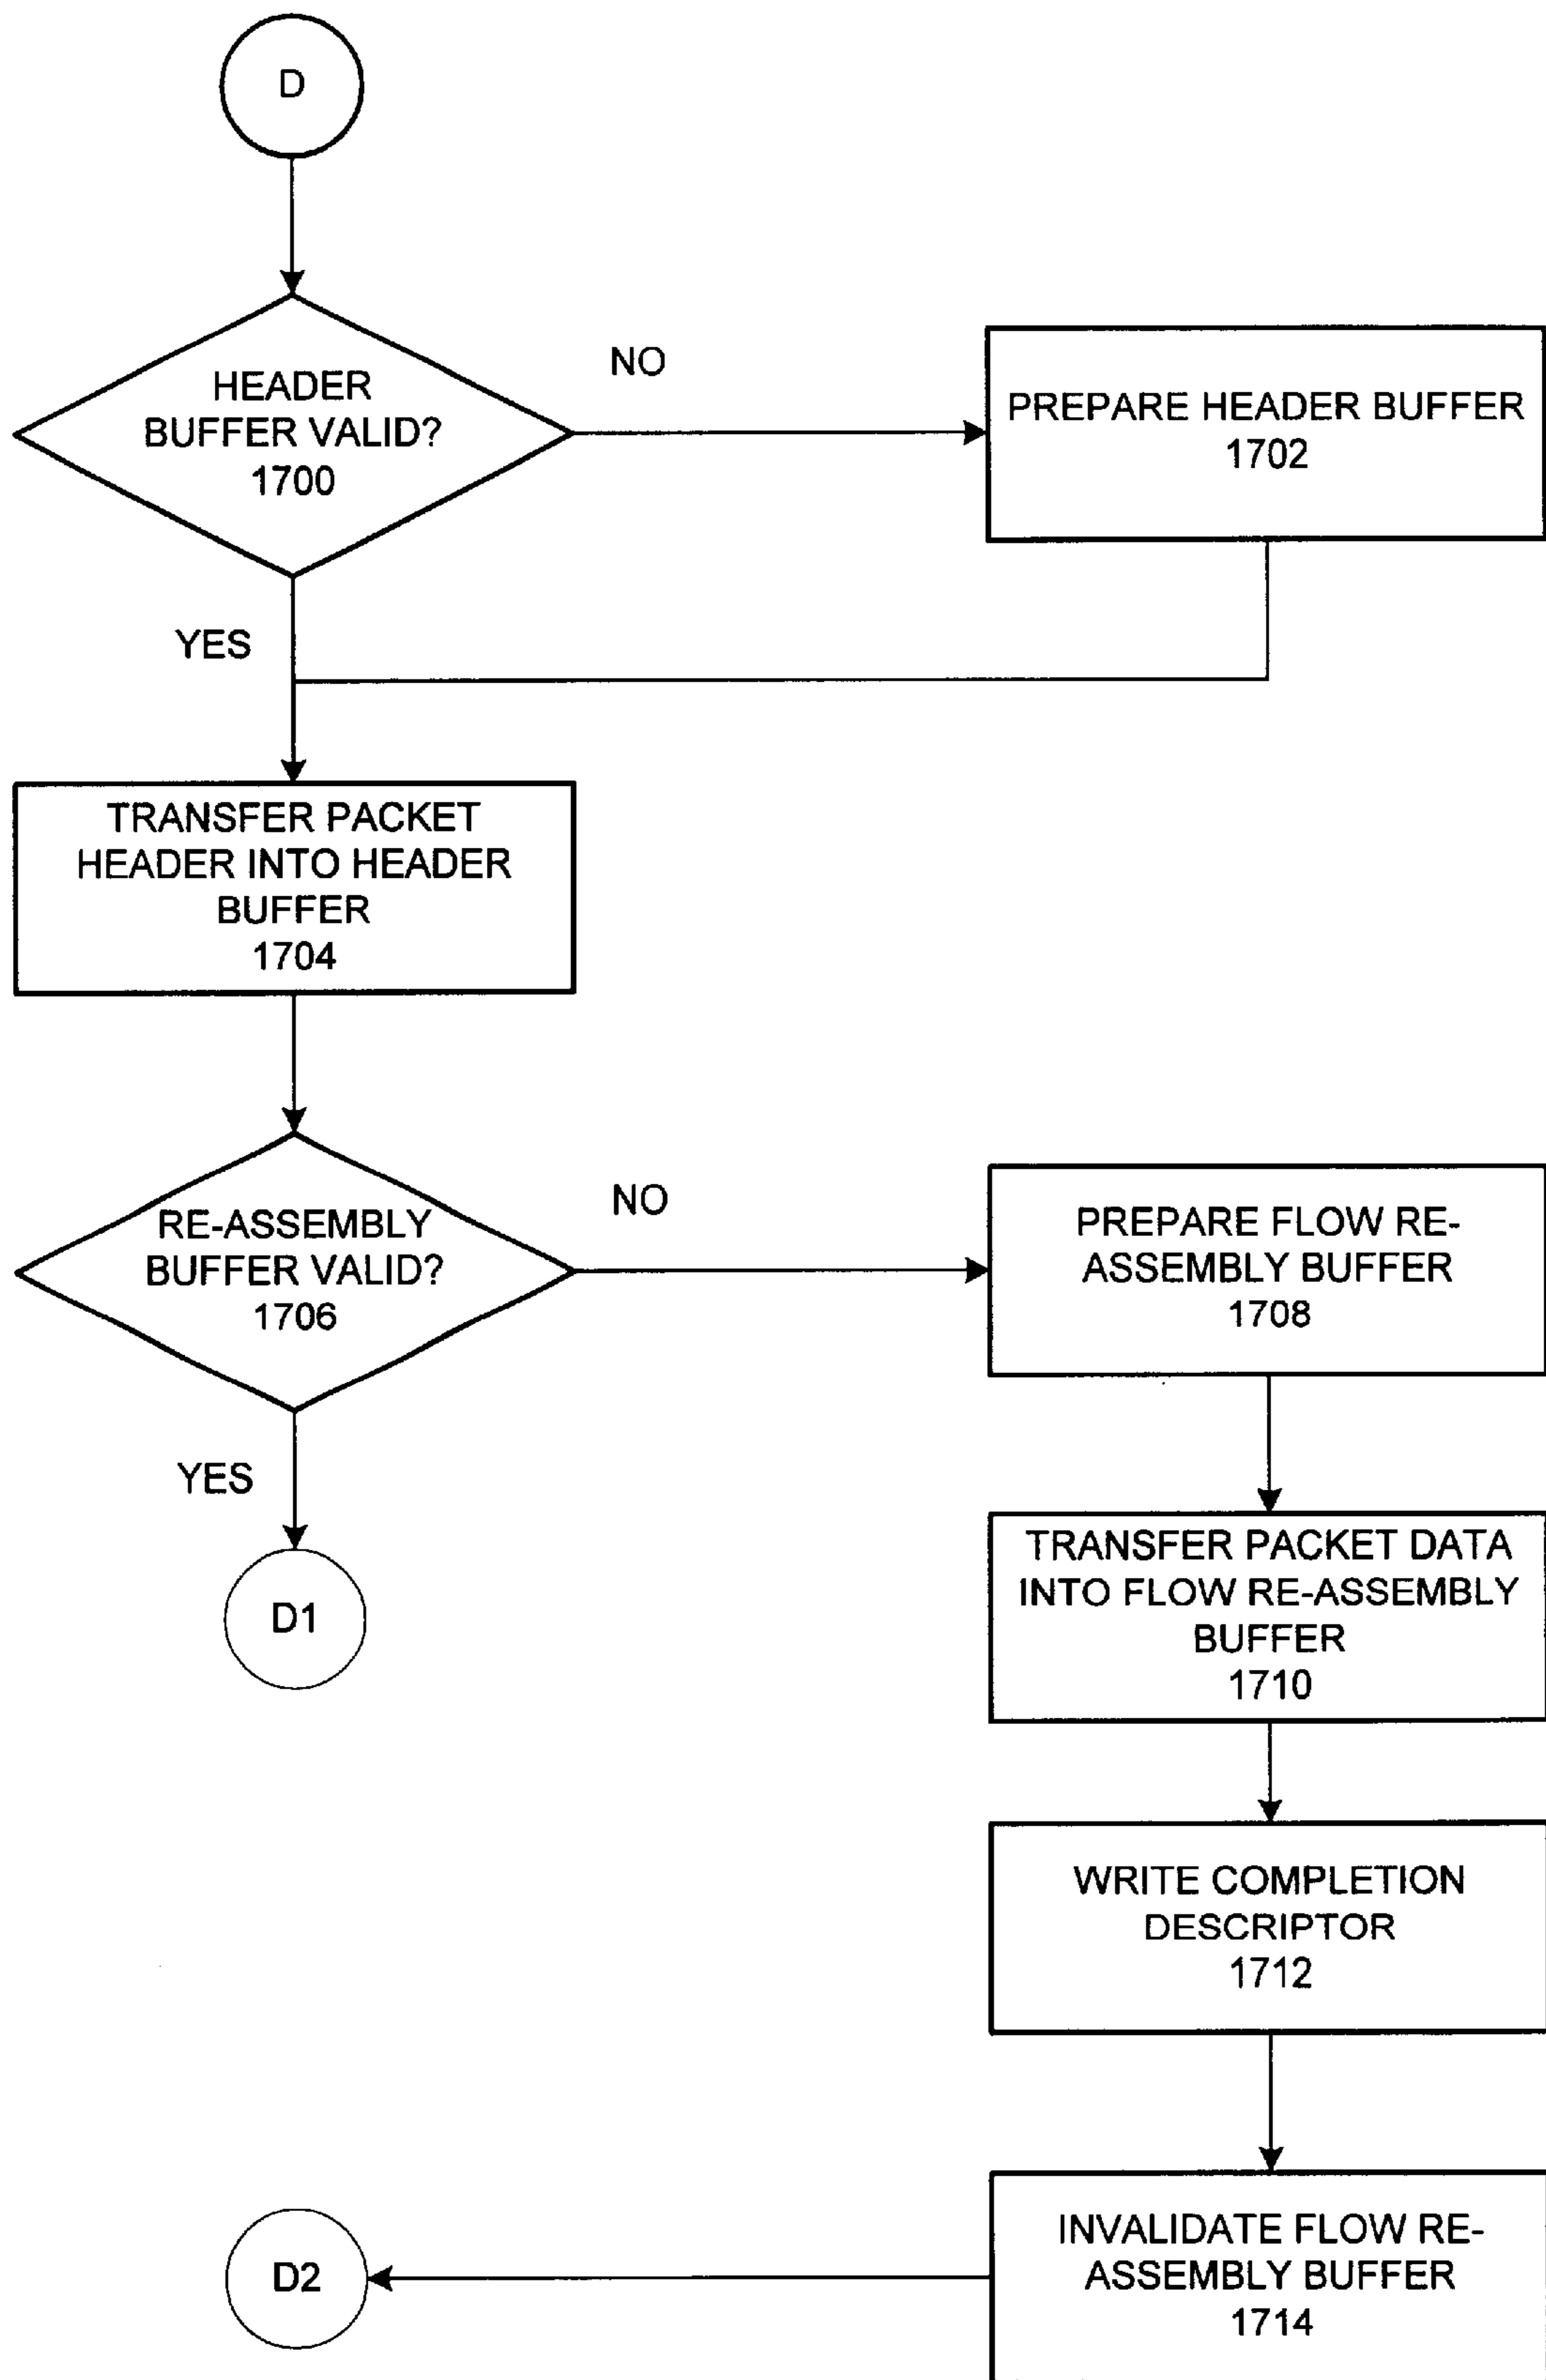 D
HEADER
BUFFER VALID?
1700
NO
PREPARE HEADER BUFFER
1702
YES
TRANSFER PACKET
HEADER INTO HEADER
BUFFER
1704
RE-ASSEMBLY
BUFFER VALID?
1706
NO
PREPARE FLOW RE-
ASSEMBLY BUFFER
1708
YES
D1
TRANSFER PACKET DATA
INTO FLOW RE-ASSEMBLY
BUFFER
1710
WRITE COMPLETION
DESCRIPTOR
1712
INVALIDATE FLOW RE-
ASSEMBLY BUFFER
1714
D2